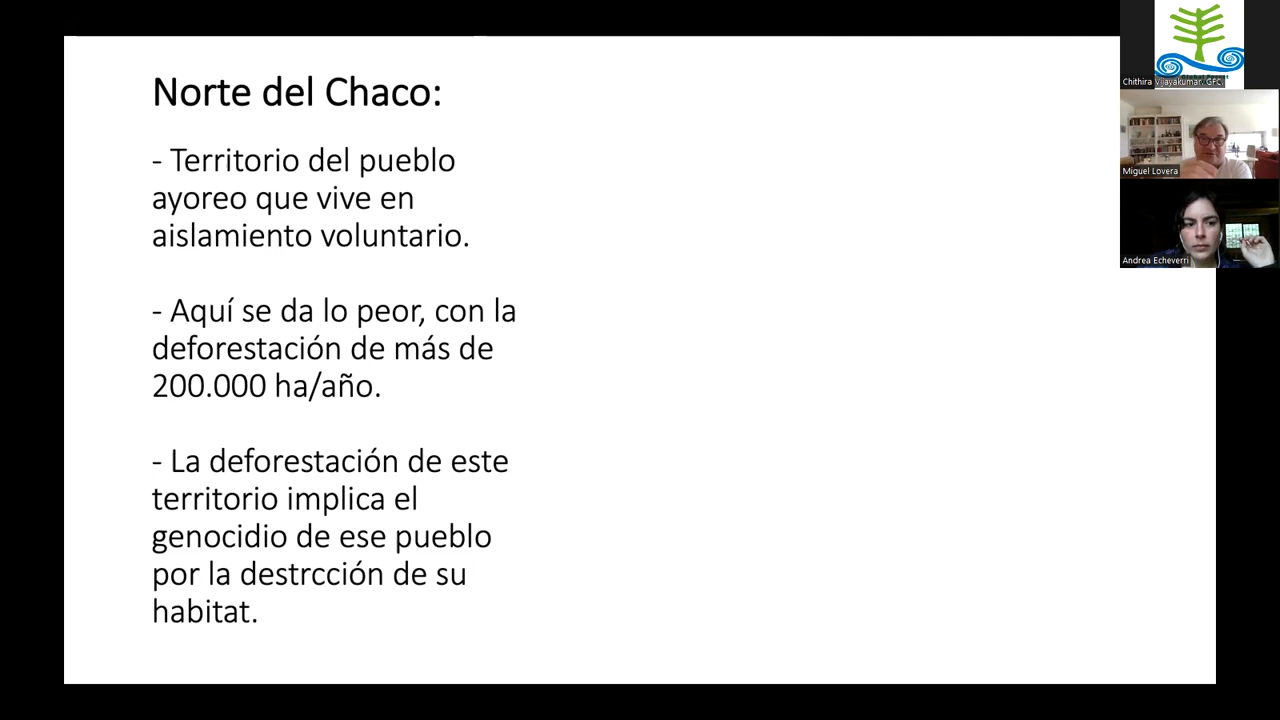 Norte del Chaco:
- Territorio del pueblo
ayoreo que vive en
aislamiento voluntario.
- Aquí se da lo peor, con la
deforestación de más de
200.000 ha/año.
- La deforestación de este
territorio implica el
genocidio de ese pueblo
por la destrcción de su
habitat.
Chithira Vijayakumar. GFC.
Miguel Lovera
Andrea Echeverri